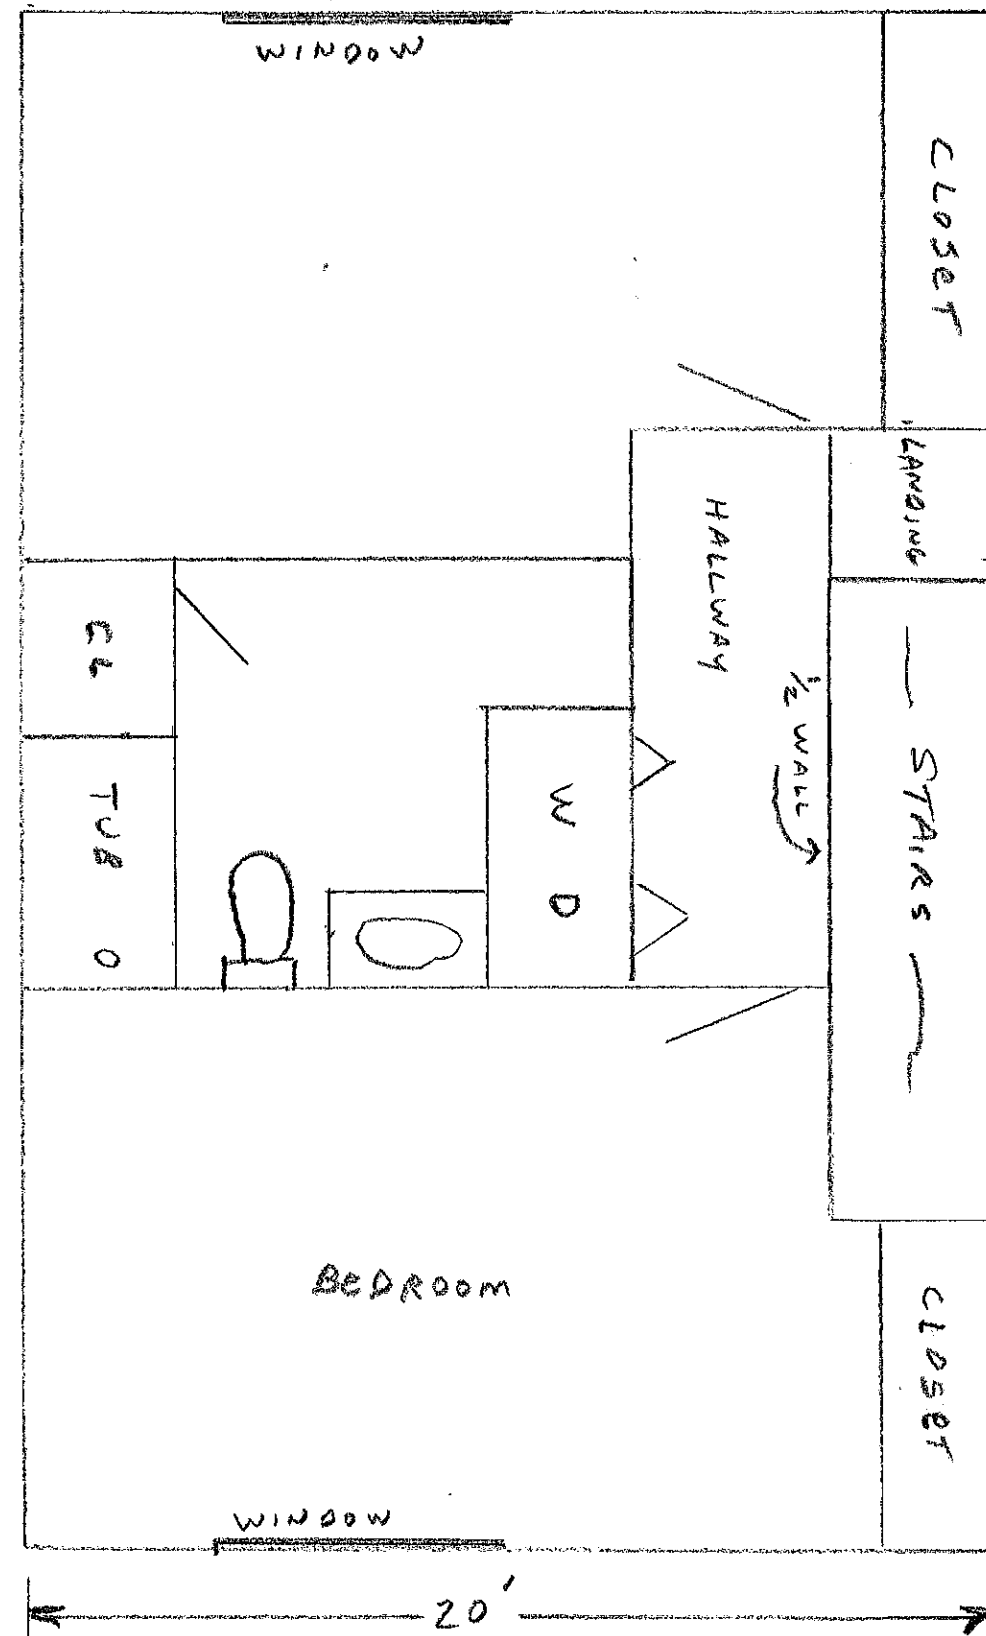 WINDOW
CLOSET
LANDING
HALLWAY
½ WALL
STAIRS
CL
TUB
W D
BEDROOM
CLOSET
WINDOW
20'